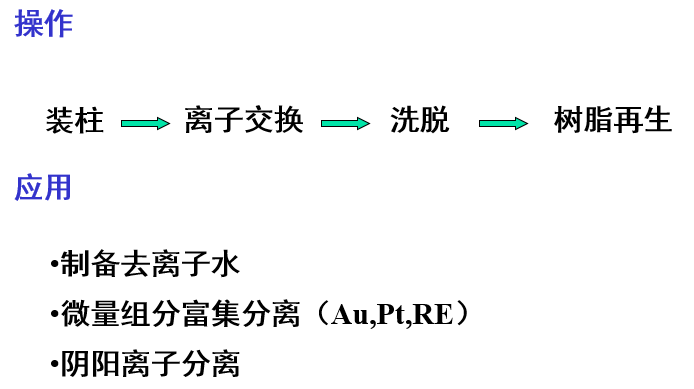 操作
装柱 离子交换 洗脱 树脂再生
应用
•制备去离子水
•微量组分富集分离（Au,Pt,RE）
•阴阳离子分离